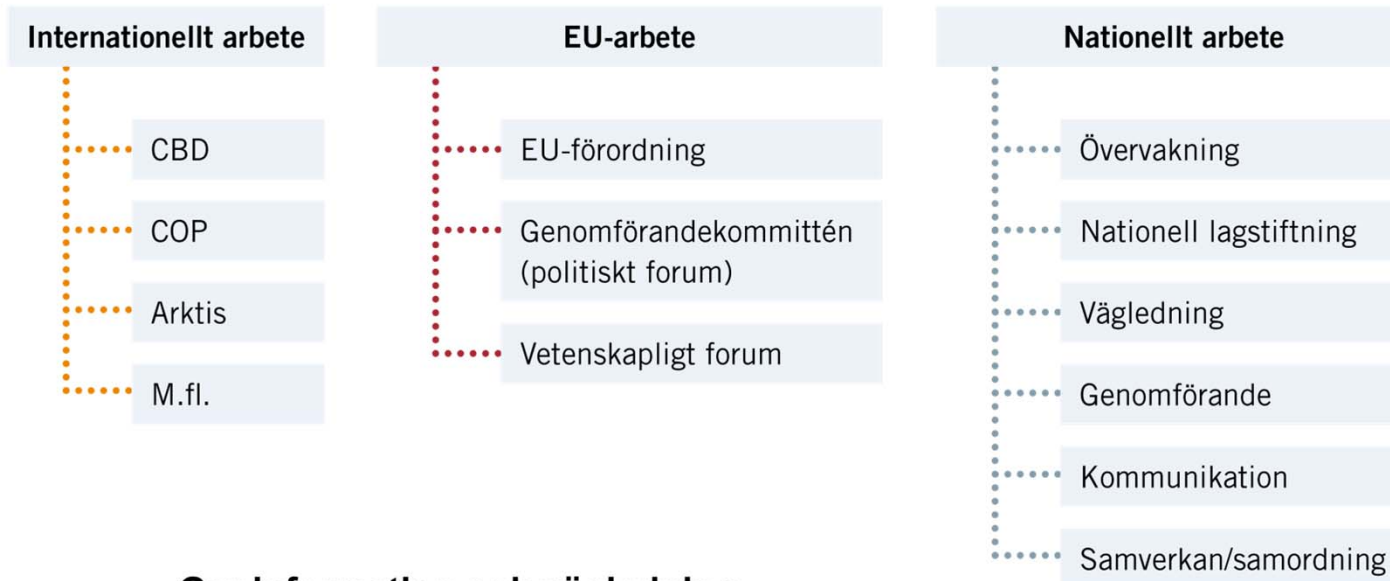 Internationellt arbete
CBD
COP
Arktis
M.fl.
EU-arbete
EU-förordning
Genomförandekommittén
(politiskt forum)
Vetenskapligt forum
Nationellt arbete
Övervakning
Nationell lagstiftning
Vägledning
Genomförande
Kommunikation
Samverkan/samordning